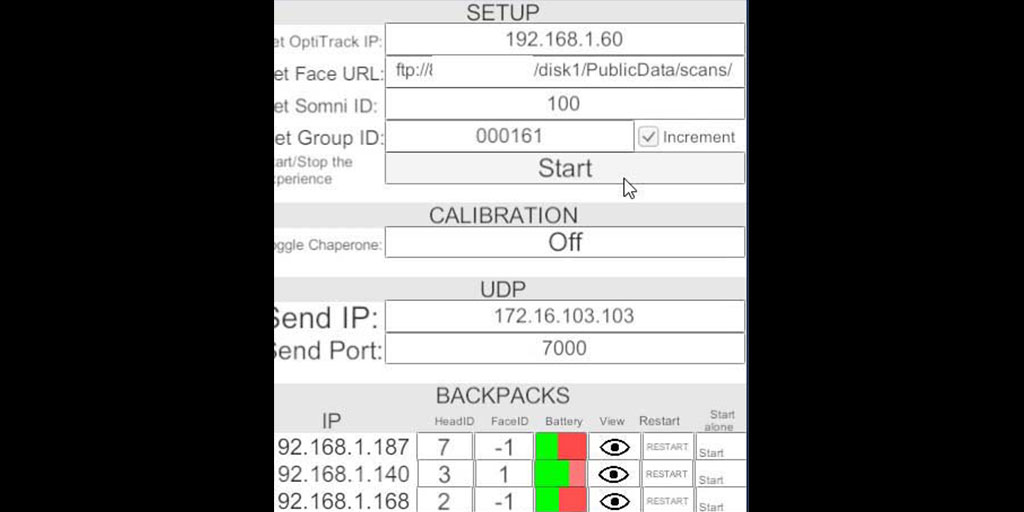 SETUP
et OptiTrack IP: 192.168.1.60
et Face URL: ftp://8 /disk1/PublicData/scans/
et Somni ID: 100
et Group ID: 000161 Increment
art/Stop the
xperience
Start
CALIBRATION
oggle Chaperone: Off
UDP
Send IP: 172.16.103.103
Send Port: 7000
BACKPACKS
IP HeadID FaceID Battery View Restart Start alone
92.168.1.187 7 -1 RESTART Start
92.168.1.140 3 1 RESTART Start
92.168.1.168 2 -1 RESTART Start